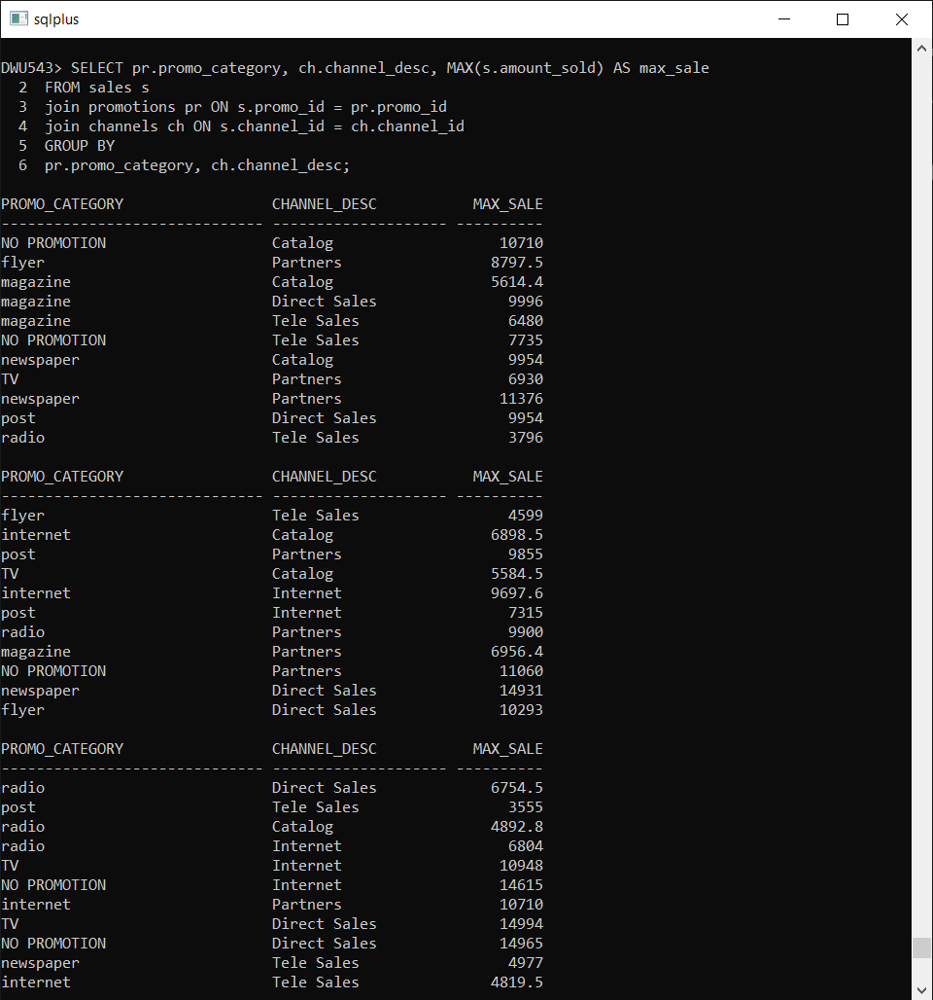 sqlplus
DWU543> SELECT pr.promo_category, ch.channel_desc, MAX(s.amount_sold) AS max_sale
  2  FROM sales s
  3  join promotions pr ON s.promo_id = pr.promo_id
  4  join channels ch ON s.channel_id = ch.channel_id
  5  GROUP BY
  6  pr.promo_category, ch.channel_desc;

PROMO_CATEGORY                 CHANNEL_DESC           MAX_SALE
------------------------------ -------------------- ----------
NO PROMOTION                   Catalog                   10710
flyer                          Partners                 8797.5
magazine                       Catalog                  5614.4
magazine                       Direct Sales               9996
magazine                       Tele Sales                 6480
NO PROMOTION                   Tele Sales                 7735
newspaper                      Catalog                    9954
TV                             Partners                   6930
newspaper                      Partners                  11376
post                           Direct Sales               9954
radio                          Tele Sales                 3796

PROMO_CATEGORY                 CHANNEL_DESC           MAX_SALE
------------------------------ -------------------- ----------
flyer                          Tele Sales                 4599
internet                       Catalog                  6898.5
post                           Partners                   9855
TV                             Catalog                  5584.5
internet                       Internet                 9697.6
post                           Internet                   7315
radio                          Partners                   9900
magazine                       Partners                 6956.4
NO PROMOTION                   Partners                  11060
newspaper                      Direct Sales              14931
flyer                          Direct Sales              10293

PROMO_CATEGORY                 CHANNEL_DESC           MAX_SALE
------------------------------ -------------------- ----------
radio                          Direct Sales             6754.5
post                           Tele Sales                 3555
radio                          Catalog                  4892.8
radio                          Internet                   6804
TV                             Internet                  10948
NO PROMOTION                   Internet                  14615
internet                       Partners                  10710
TV                             Direct Sales              14994
NO PROMOTION                   Direct Sales              14965
newspaper                      Tele Sales                 4977
internet                       Tele Sales               4819.5